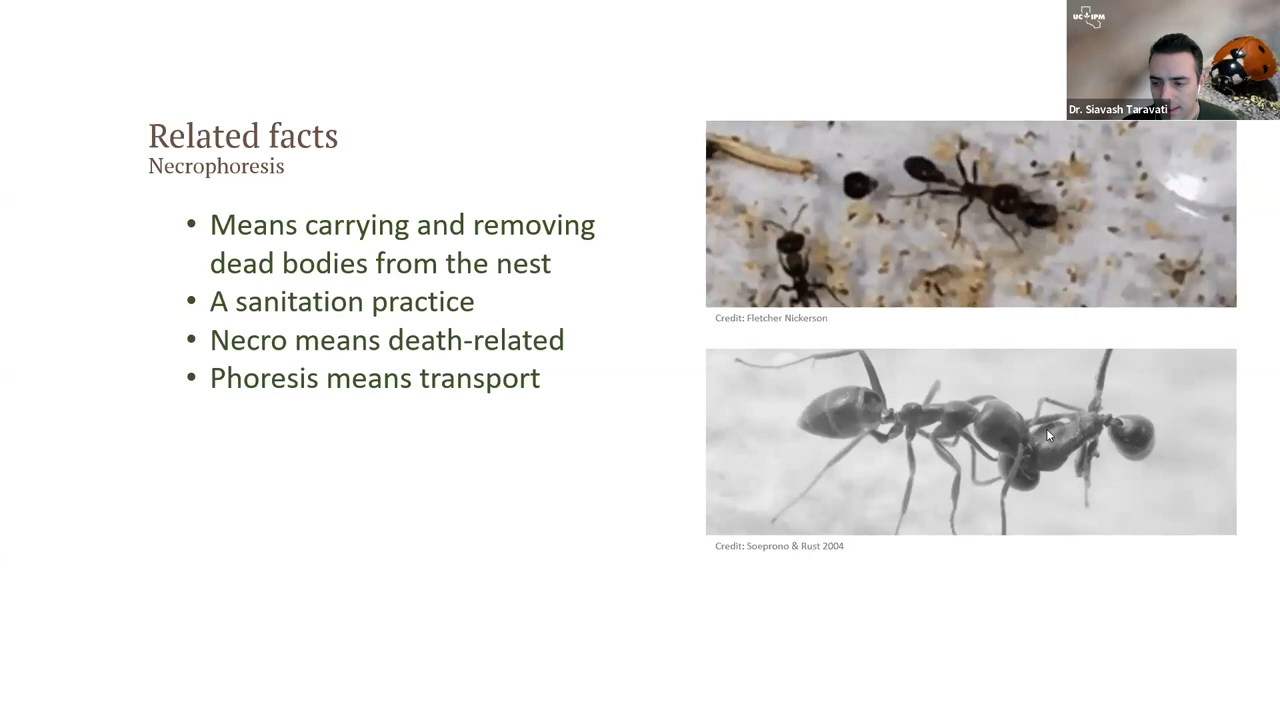 UC IPM
Dr. Siavash Taravati
Related facts
Necrophoresis
• Means carrying and removing
dead bodies from the nest
• A sanitation practice
• Necro means death-related
• Phoresis means transport
Credit: Fletcher Nickerson
Credit: Soeprono & Rust 2004